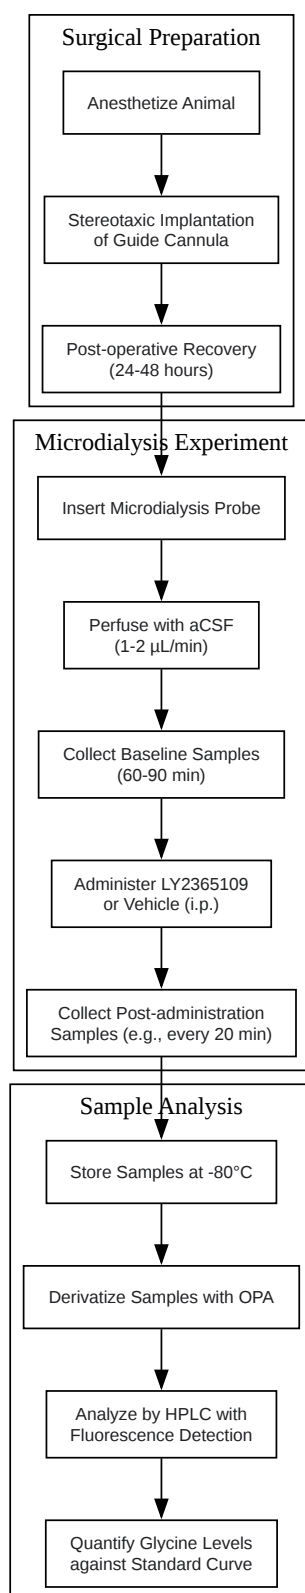 Surgical Preparation
Anesthetize Animal
Stereotaxic Implantation
of Guide Cannula
Post-operative Recovery
(24-48 hours)
Microdialysis Experiment
Insert Microdialysis Probe
Perfuse with aCSF
(1-2 µL/min)
Collect Baseline Samples
(60-90 min)
Administer LY2365109
or Vehicle (i.p.)
Collect Post-administration
Samples (e.g., every 20 min)
Sample Analysis
Store Samples at -80°C
Derivatize Samples with OPA
Analyze by HPLC with
Fluorescence Detection
Quantify Glycine Levels
against Standard Curve